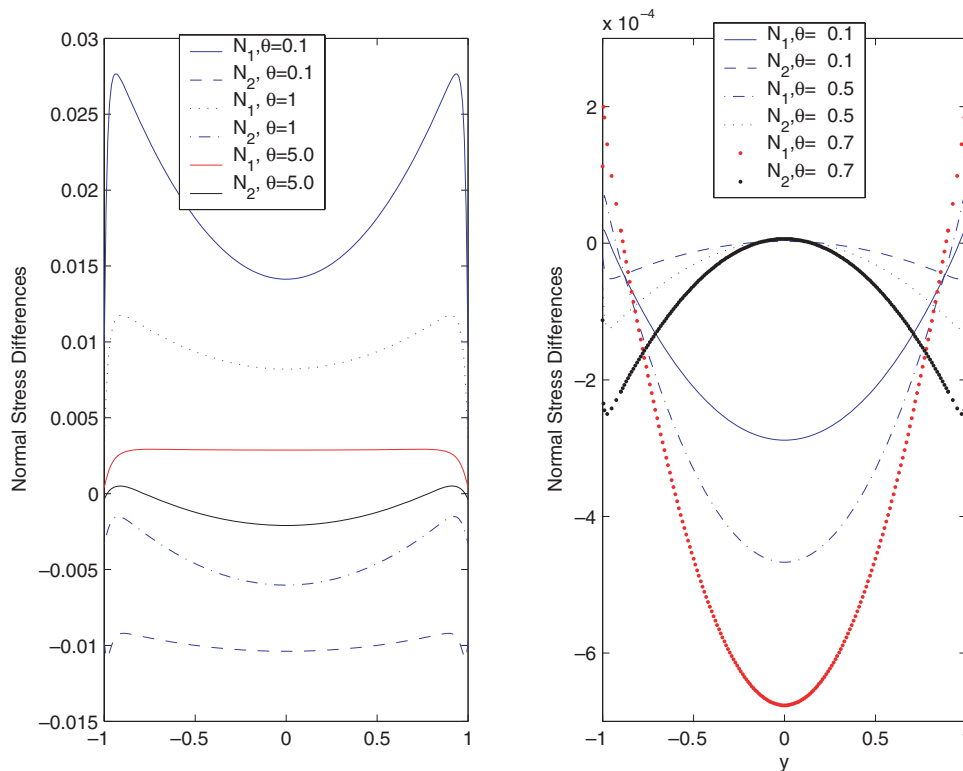 0.03
0.025
0.02
0.015
0.01
0.005
0
−0.005
−0.01
−0.015
−1
−0.5
0
0.5
1
Normal Stress Differences
N1,θ=0.1
N2, θ=0.1
N1, θ=1
N2, θ=1
N1, θ=5.0
N2, θ=5.0
x 10−4
2
0
−2
−4
−6
−1
−0.5
0
0.5
y
Normal Stress Differences
N1,θ= 0.1
N2,θ= 0.1
N1,θ= 0.5
N2,θ= 0.5
N1,θ= 0.7
N2,θ= 0.7